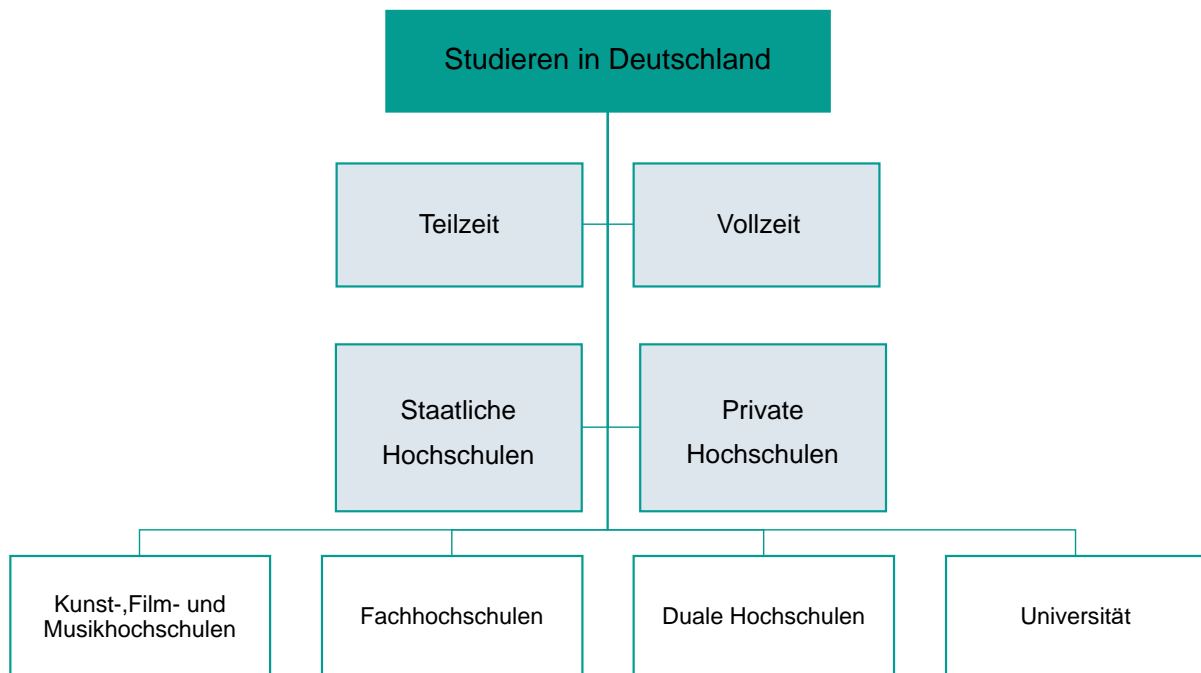 Studieren in Deutschland
Teilzeit
Vollzeit
Staatliche
Hochschulen
Private
Hochschulen
Kunst-,Film- und
Musikhochschulen
Fachhochschulen
Duale Hochschulen
Universität